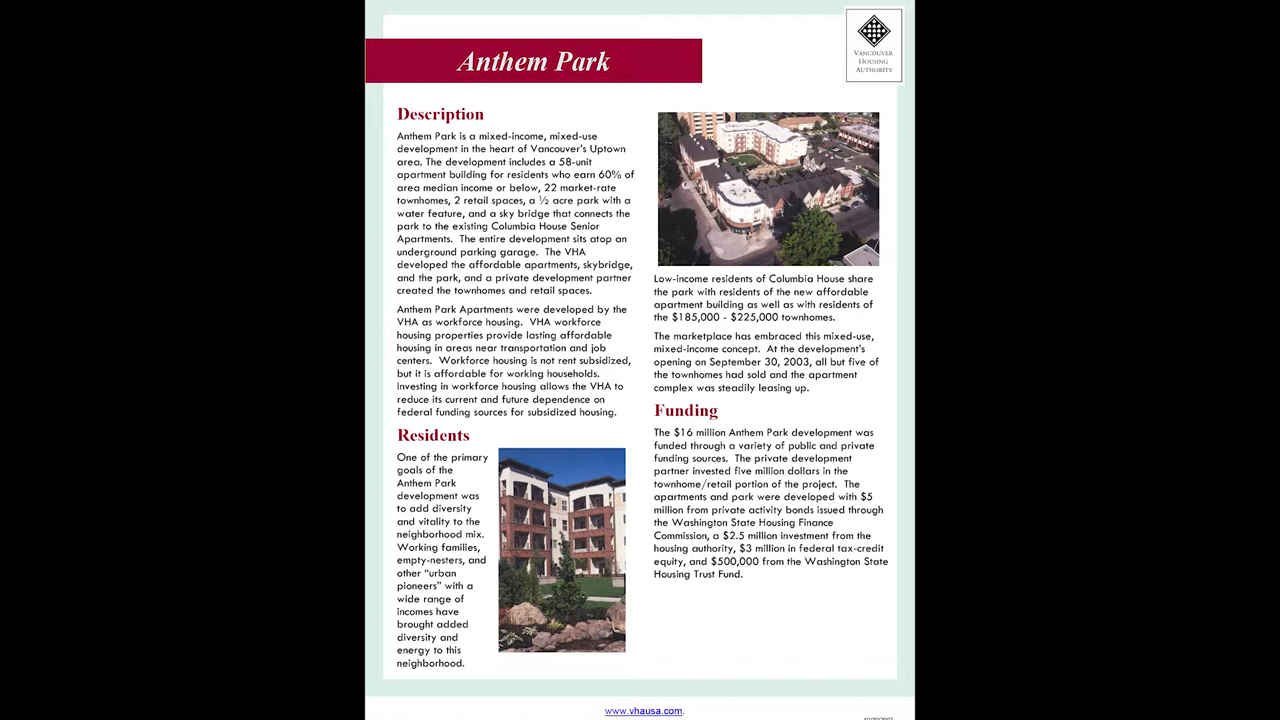 Anthem Park
VANCOUVER
HOUSING
AUTHORITY
Description
Anthem Park is a mixed-income, mixed-use
development in the heart of Vancouver's Uptown
area. The development includes a 58-unit
apartment building for residents who earn 60% of
area median income or below, 22 market-rate
townhomes, 2 retail spaces, a ½ acre park with a
water feature, and a sky bridge that connects the
park to the existing Columbia House Senior
Apartments. The entire development sits atop an
underground parking garage. The VHA
developed the affordable apartments, skybridge,
and the park, and a private development partner
created the townhomes and retail spaces.
Anthem Park Apartments were developed by the
VHA as workforce housing. VHA workforce
housing properties provide lasting affordable
housing in areas near transportation and job
centers. Workforce housing is not rent subsidized,
but it is affordable for working households.
Investing in workforce housing allows the VHA to
reduce its current and future dependence on
federal funding sources for subsidized housing.
Residents
One of the primary
goals of the
Anthem Park
development was
to add diversity
and vitality to the
neighborhood mix.
Working families,
empty-nesters, and
other “urban
pioneers” with a
wide range of
incomes have
brought added
diversity and
energy to this
neighborhood.
Low-income residents of Columbia House share
the park with residents of the new affordable
apartment building as well as with residents of
the $185,000 - $225,000 townhomes.
The marketplace has embraced this mixed-use,
mixed-income concept. At the development's
opening on September 30, 2003, all but five of
the townhomes had sold and the apartment
complex was steadily leasing up.
Funding
The $16 million Anthem Park development was
funded through a variety of public and private
funding sources. The private development
partner invested five million dollars in the
townhome/retail portion of the project. The
apartments and park were developed with $5
million from private activity bonds issued through
the Washington State Housing Finance
Commission, a $2.5 million investment from the
housing authority, $3 million in federal tax-credit
equity, and $500,000 from the Washington State
Housing Trust Fund.
www.vhausa.com.